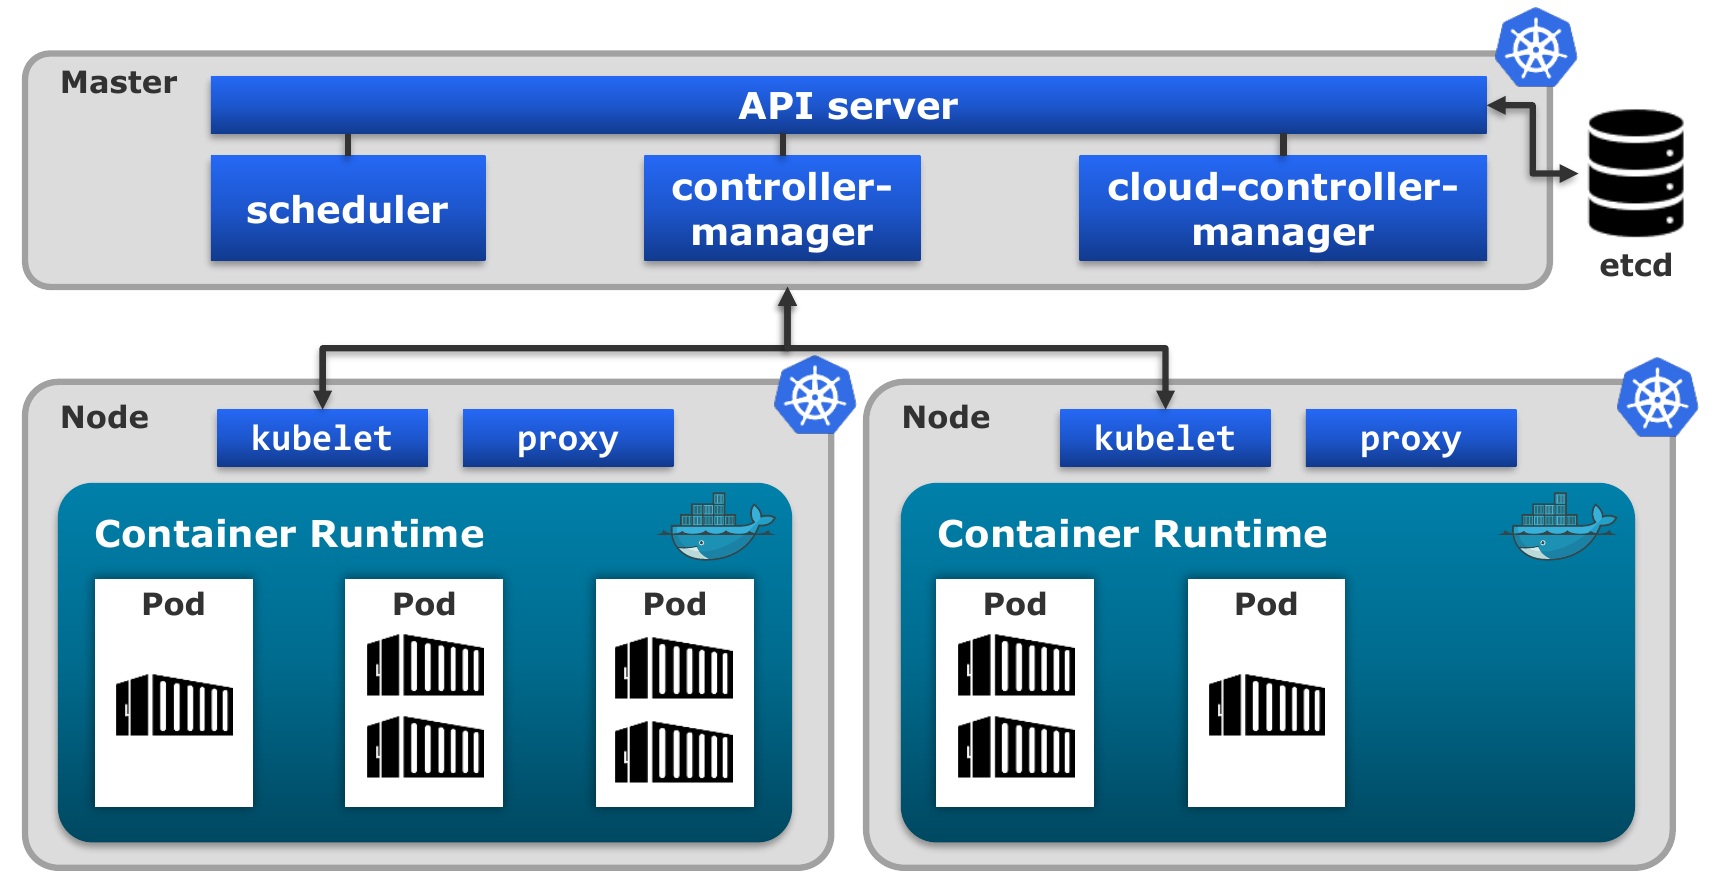 Master
API server
scheduler
controller-
manager
cloud-controller-
manager
etcd
Node
kubelet
proxy
Container Runtime
Pod
Pod
Pod
Node
kubelet
proxy
Container Runtime
Pod
Pod